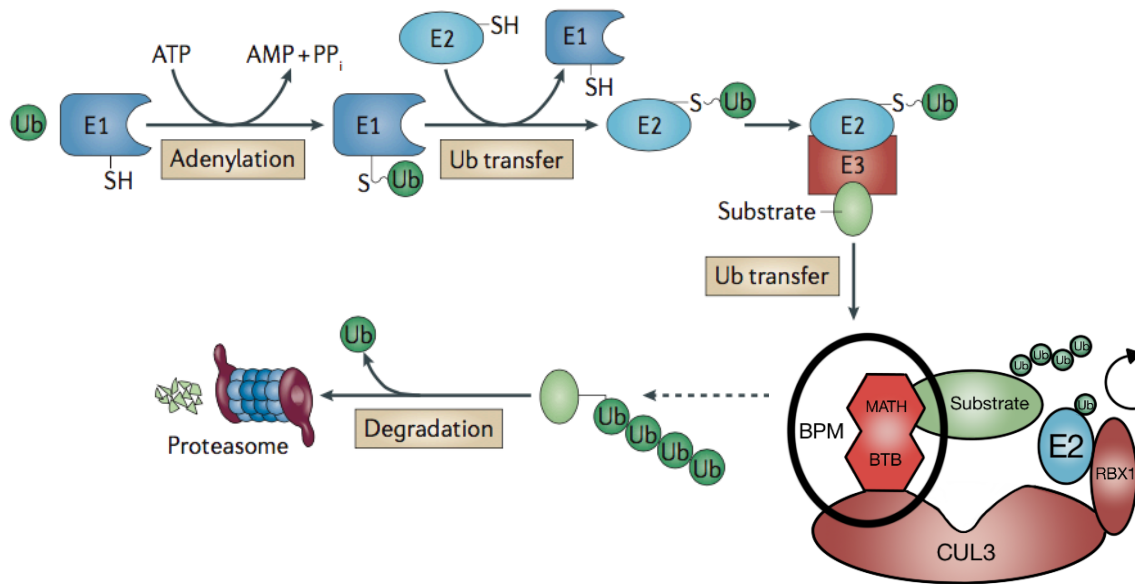 ATP
AMP + PPi
E2
SH
E1
SH
Ub
E1
SH
Adenylation
E1
S
Ub
Ub transfer
E2
S
Ub
E2
S
Ub
E3
Substrate
Ub transfer
Ub
Proteasome
Degradation
Ub
Ub
Ub
Ub
BPM
MATH
BTB
Substrate
Ub
Ub
Ub
Ub
Ub
E2
RBX1
CUL3